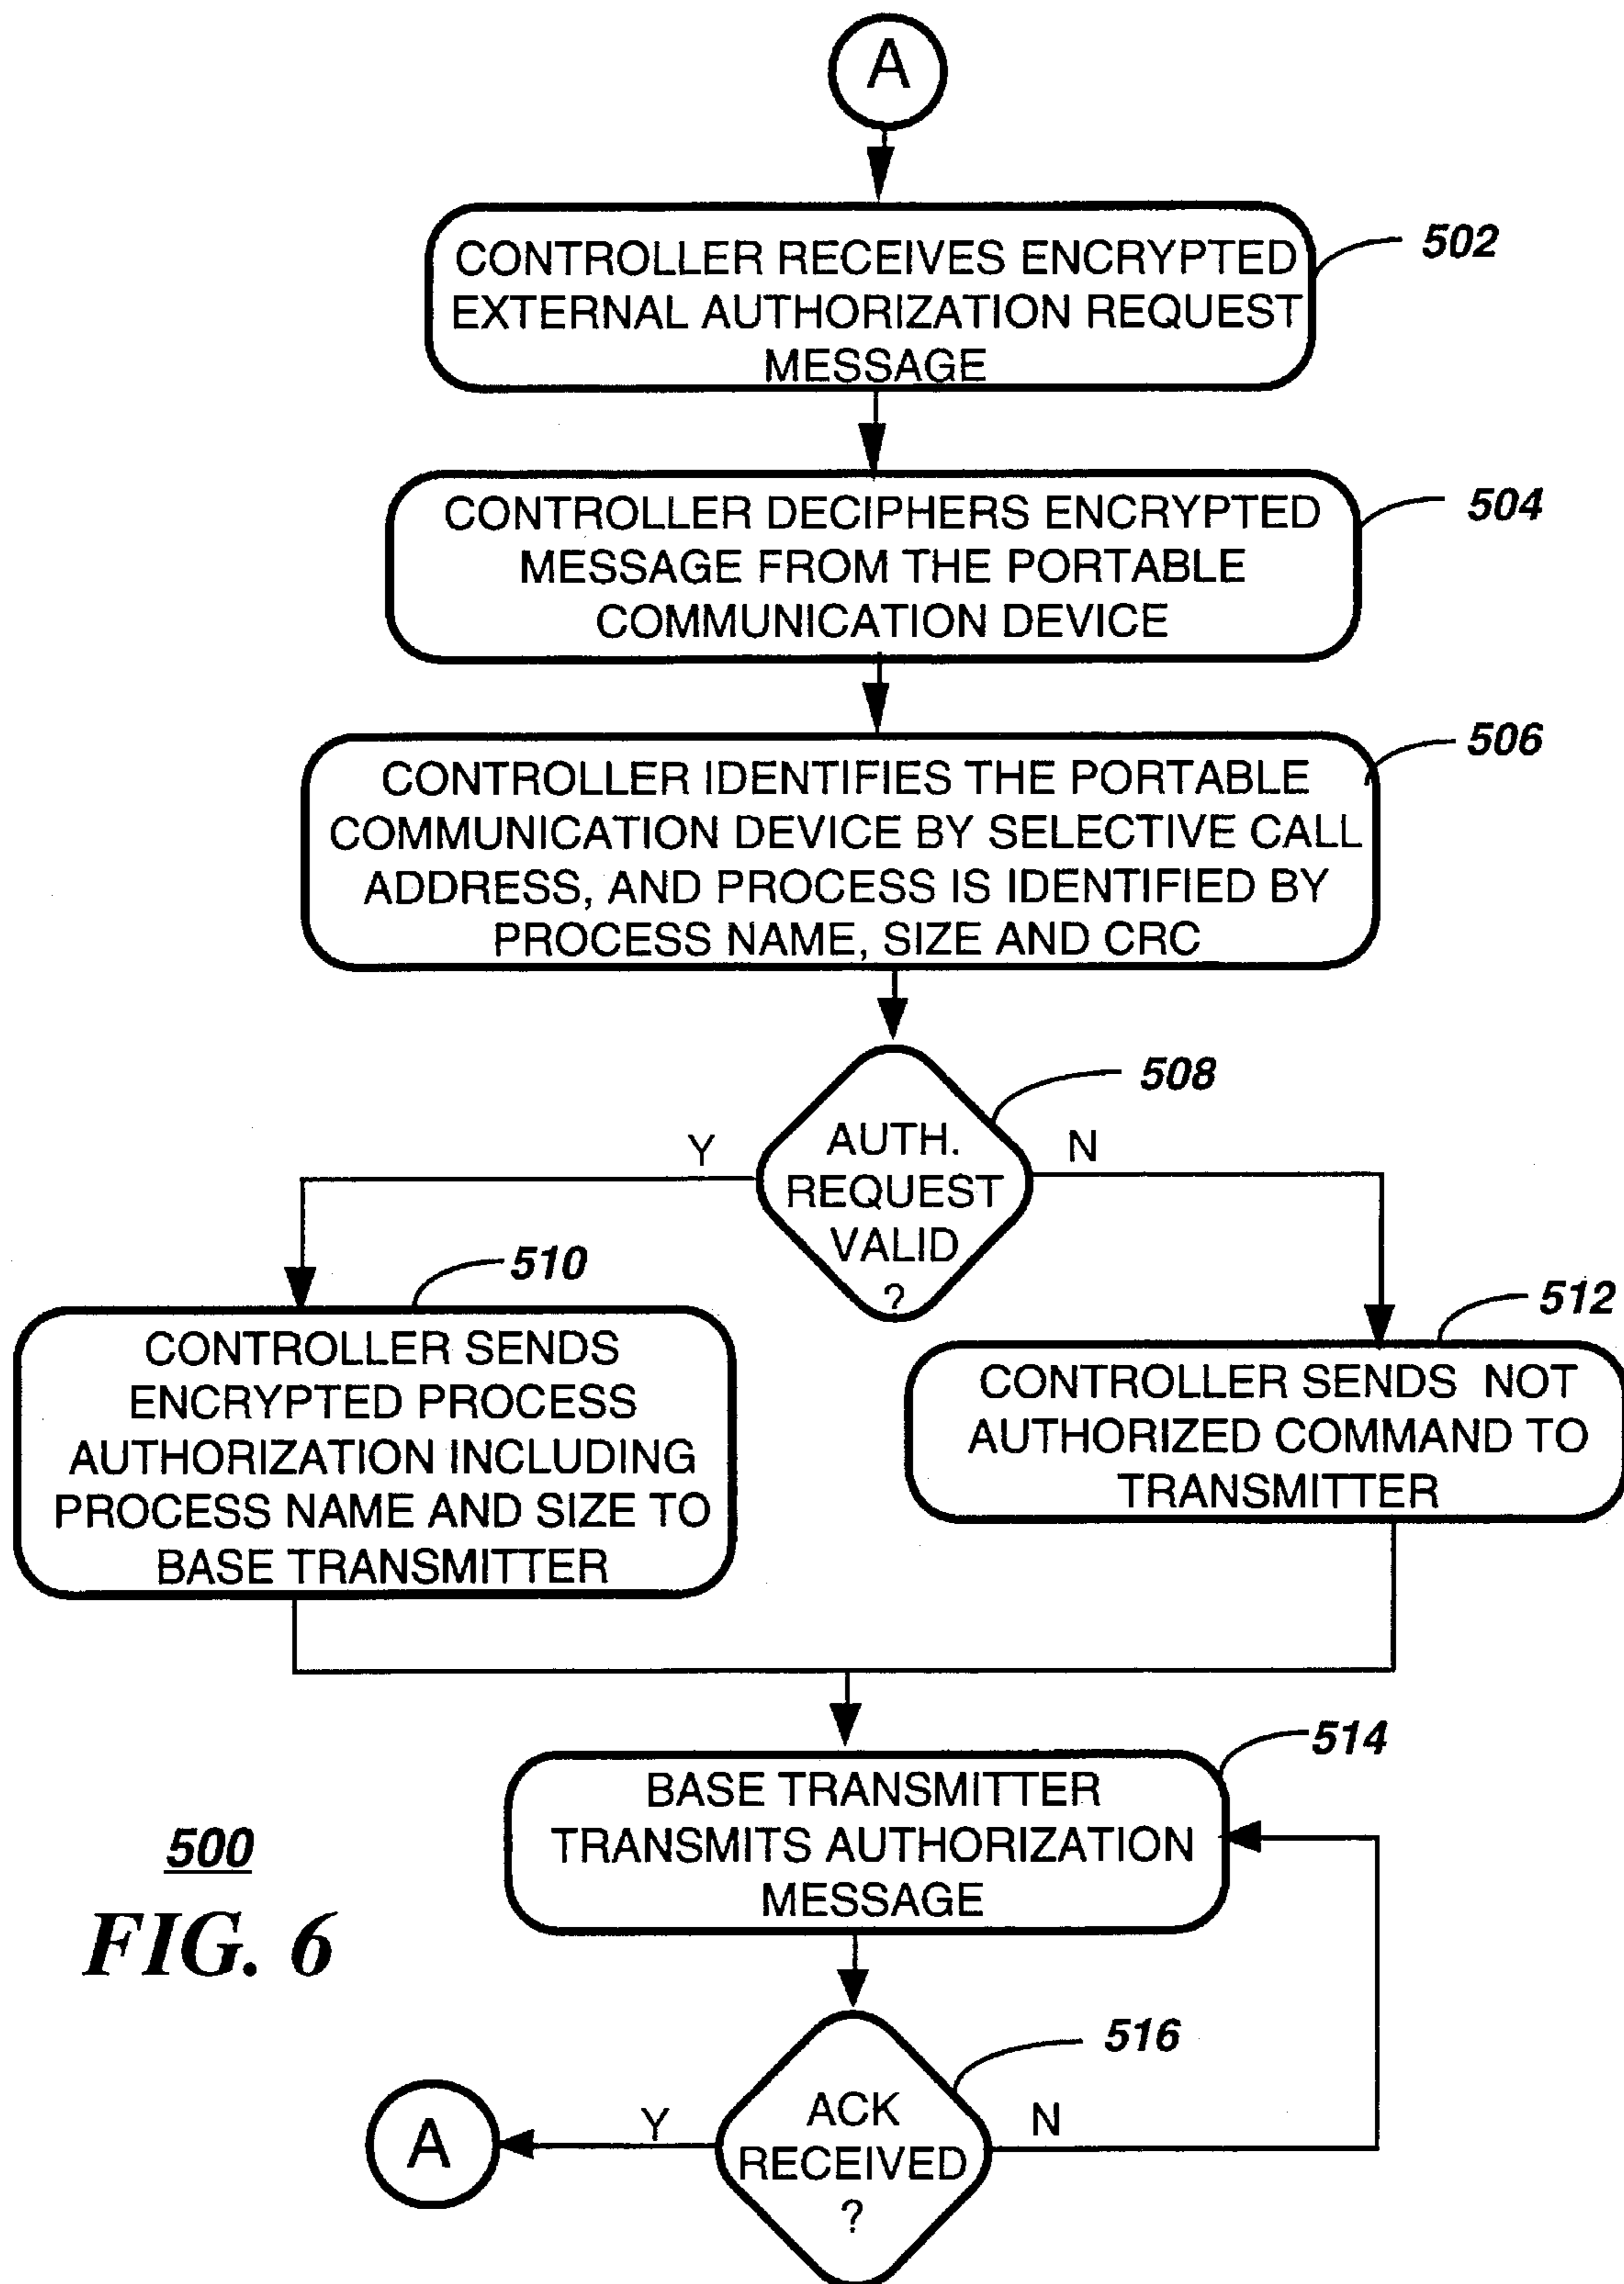 A
CONTROLLER RECEIVES ENCRYPTED
EXTERNAL AUTHORIZATION REQUEST
MESSAGE
502
CONTROLLER DECIPHERS ENCRYPTED
MESSAGE FROM THE PORTABLE
COMMUNICATION DEVICE
504
CONTROLLER IDENTIFIES THE PORTABLE
COMMUNICATION DEVICE BY SELECTIVE CALL
ADDRESS, AND PROCESS IS IDENTIFIED BY
PROCESS NAME, SIZE AND CRC
506
AUTH.
REQUEST
VALID
?
508
Y
N
CONTROLLER SENDS
ENCRYPTED PROCESS
AUTHORIZATION INCLUDING
PROCESS NAME AND SIZE TO
BASE TRANSMITTER
510
CONTROLLER SENDS  NOT
AUTHORIZED COMMAND TO
TRANSMITTER
512
BASE TRANSMITTER
TRANSMITS AUTHORIZATION
MESSAGE
514
500
FIG. 6
ACK
RECEIVED
?
516
Y
N
A